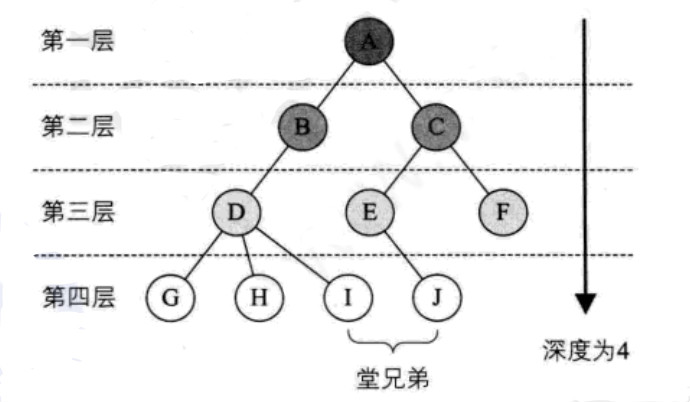 第一层 A
第二层 B C
第三层 D E F
第四层 G H I J
堂兄弟
深度为4